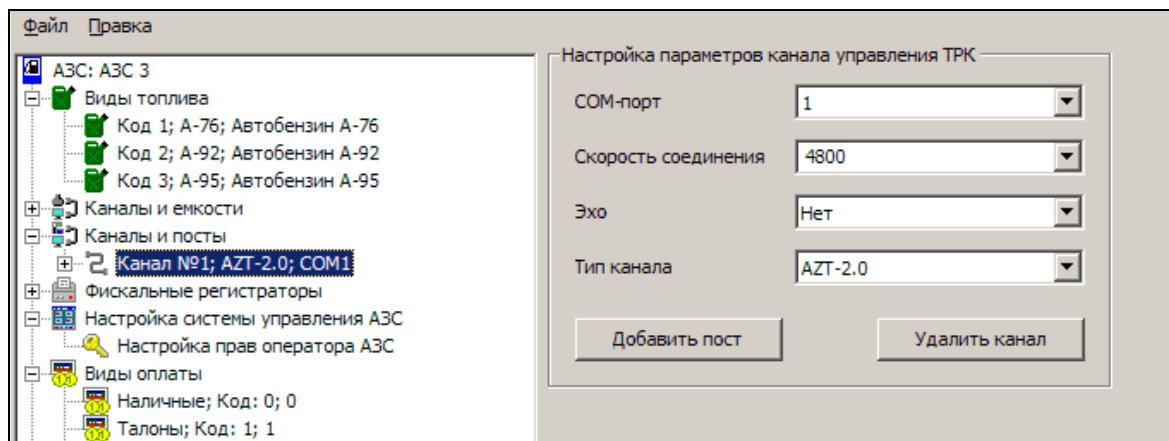 Файл Правка
АЗС: АЗС 3
Виды топлива
Код 1; А-76; Автобензин А-76
Код 2; А-92; Автобензин А-92
Код 3; А-95; Автобензин А-95
Каналы и емкости
Каналы и посты
Канал №1; AZT-2.0; COM1
Фискальные регистраторы
Настройка системы управления АЗС
Настройка прав оператора АЗС
Виды оплаты
Наличные; Код: 0; 0
Талоны; Код: 1; 1
Настройка параметров канала управления ТРК
COM-порт 1
Скорость соединения 4800
Эхо Нет
Тип канала AZT-2.0
Добавить пост Удалить канал